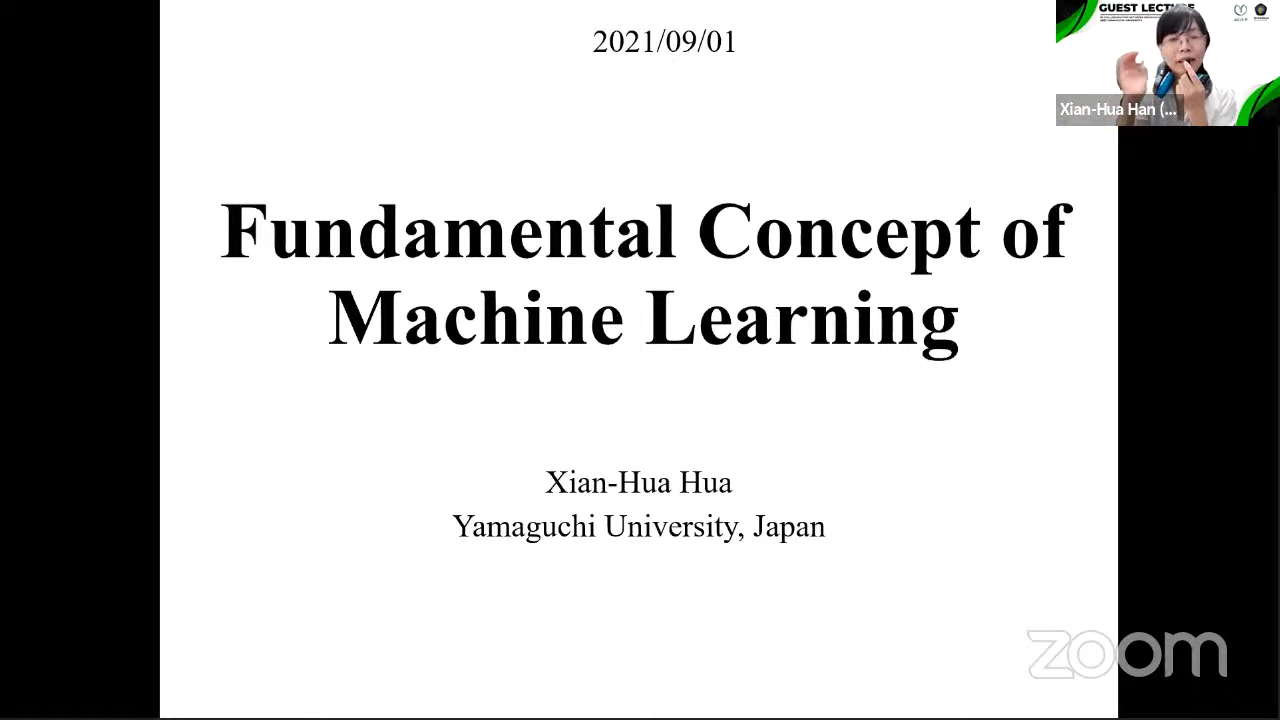 2021/09/01
GUEST LECTURE
Xian-Hua Han (...
Fundamental Concept of
Machine Learning
Xian-Hua Hua
Yamaguchi University, Japan
zoom